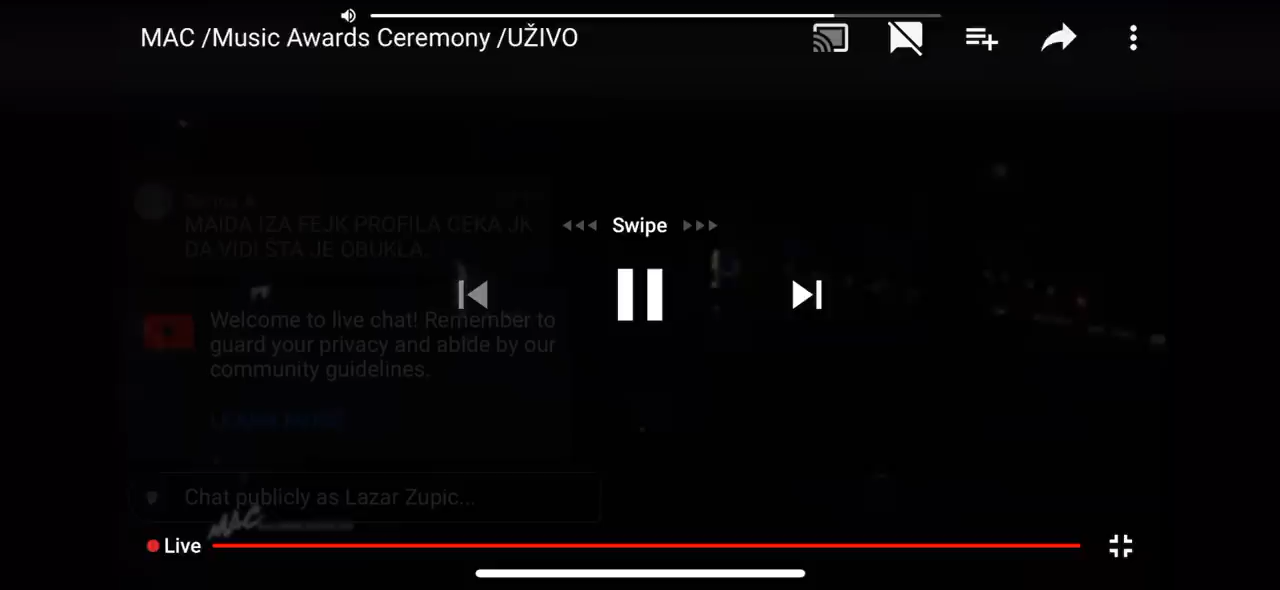 MAC /Music Awards Ceremony /UŽIVO
MAIDA IZA FEJK PROFILA CEKA JK
DA VIDI STA JE OBUKLA..
Swipe
Welcome to live chat! Remember to
guard your privacy and abide by our
community guidelines.
LEARN MORE
Chat publicly as Lazar Zupic...
MAC
Live